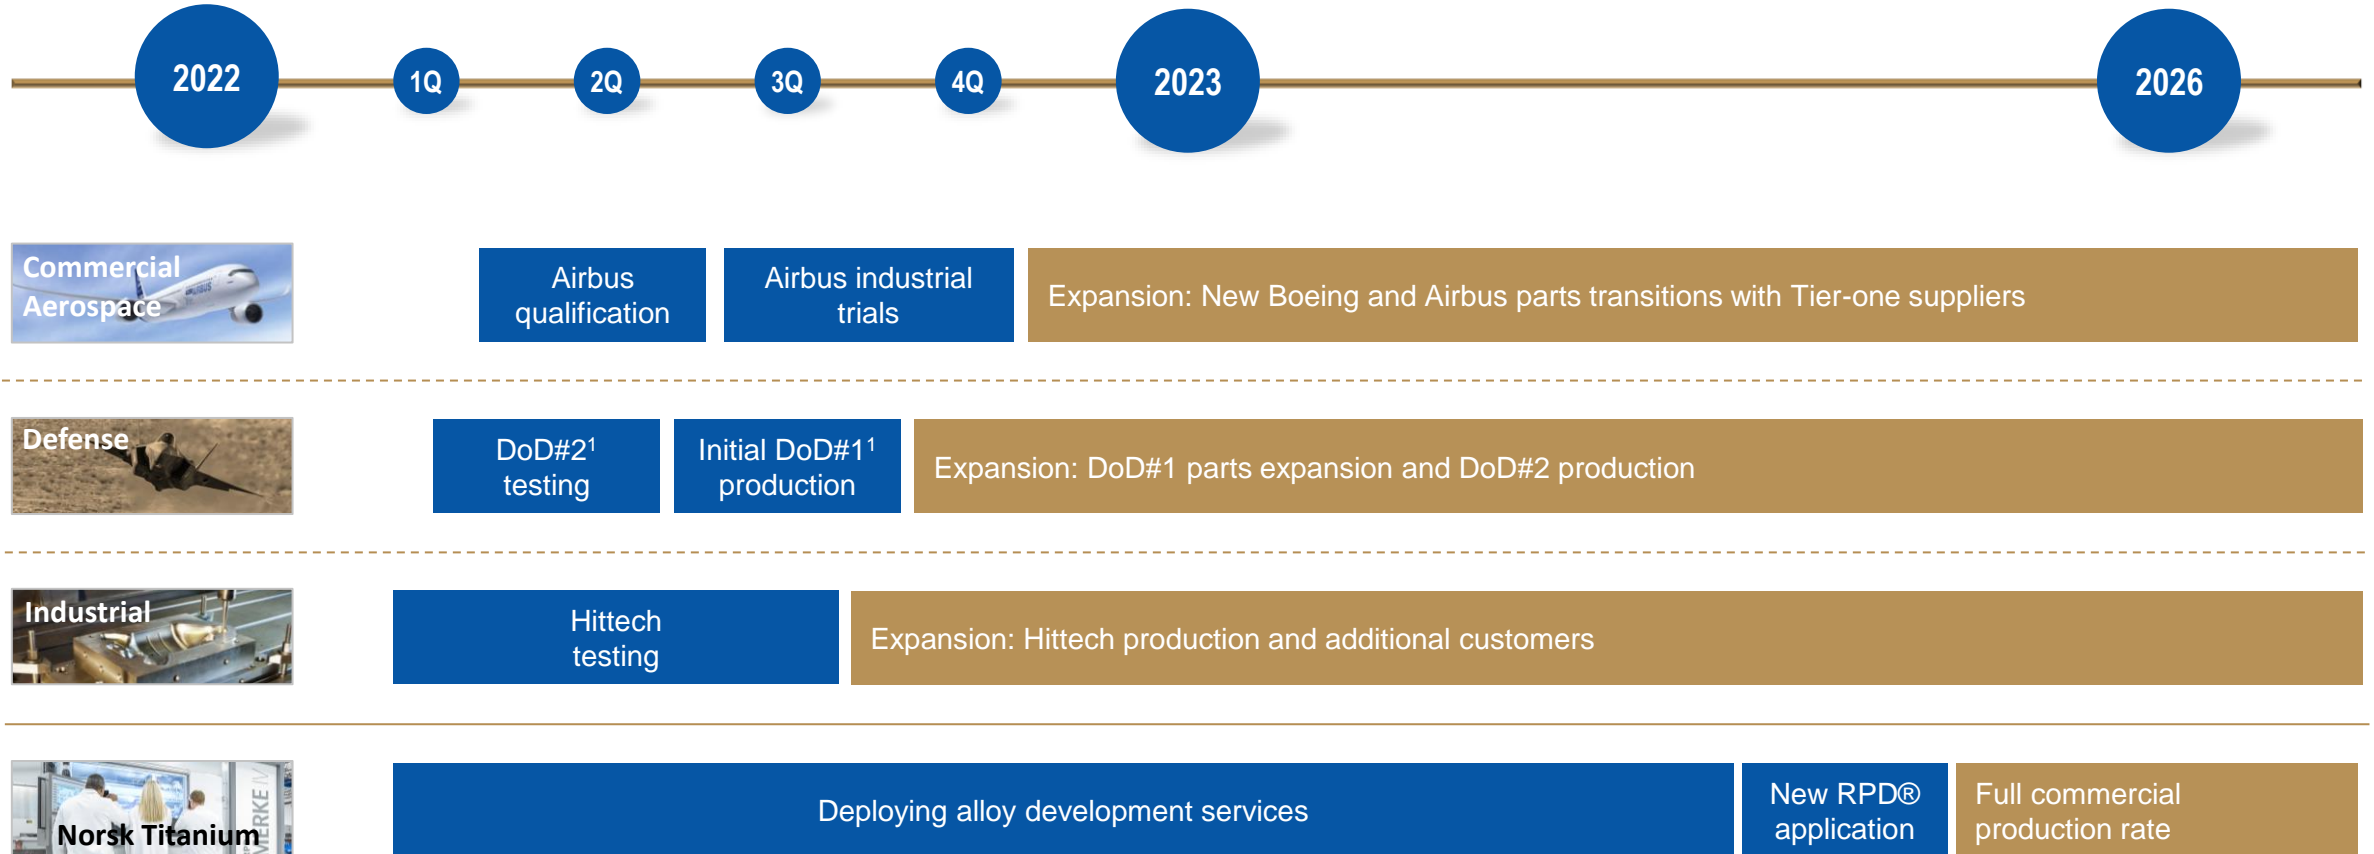 2022
1Q
2Q
3Q
4Q
2023
2026
Commercial
Aerospace
Airbus
qualification
Airbus industrial
trials
Expansion: New Boeing and Airbus parts transitions with Tier-one suppliers
Defense
DoD#2¹
testing
Initial DoD#1¹
production
Expansion: DoD#1 parts expansion and DoD#2 production
Industrial
Hittech
testing
Expansion: Hittech production and additional customers
Norsk Titanium
MERKE IV
Deploying alloy development services
New RPD®
application
Full commercial
production rate